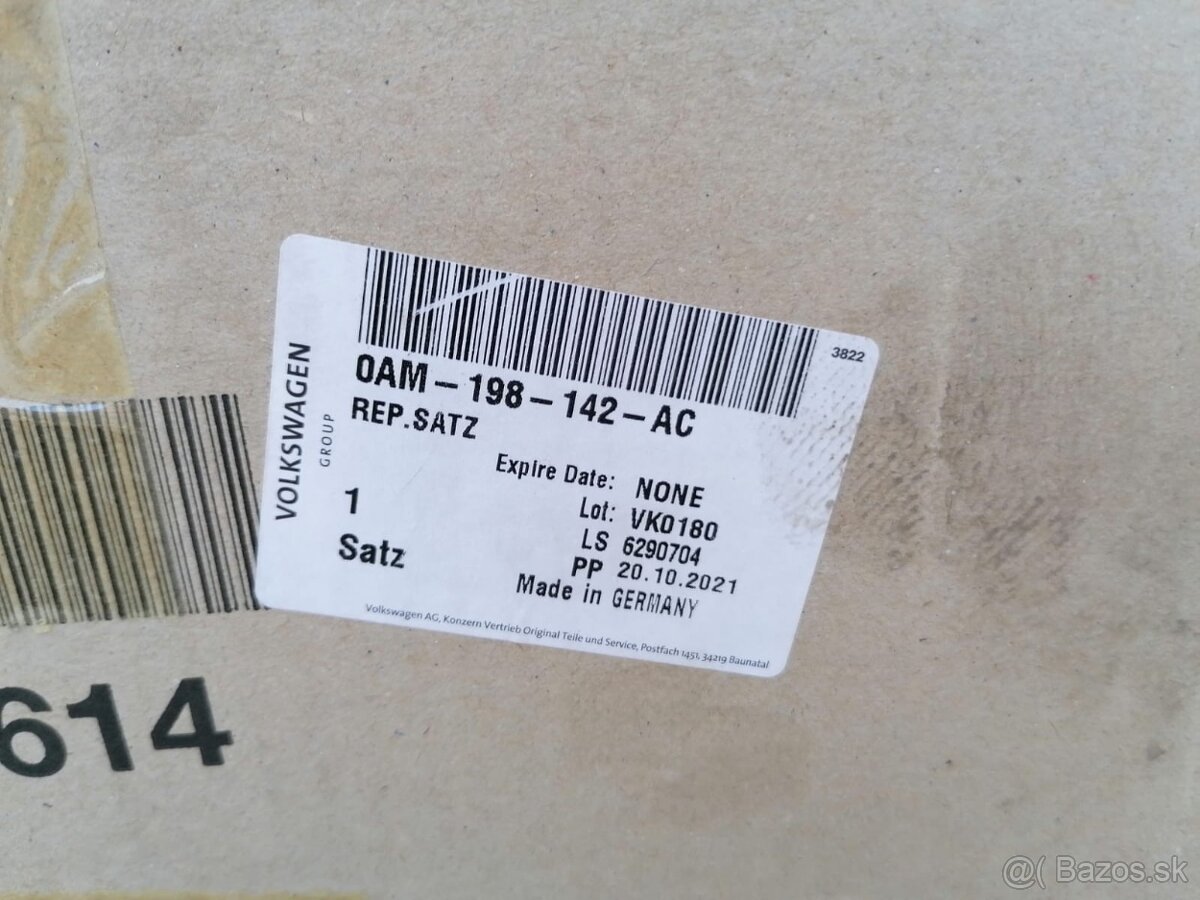 3822
VOLKSWAGEN
GROUP
0AM-198-142-AC
REP.SATZ
1
Satz
Expire Date: NONE
Lot: VK0180
LS 6290704
PP 20.10.2021
Made in GERMANY
Volkswagen AG, Konzern Vertrieb Original Teile und Service, Postfach 1451, 34219 Baunatal
614
@( Bazos.sk